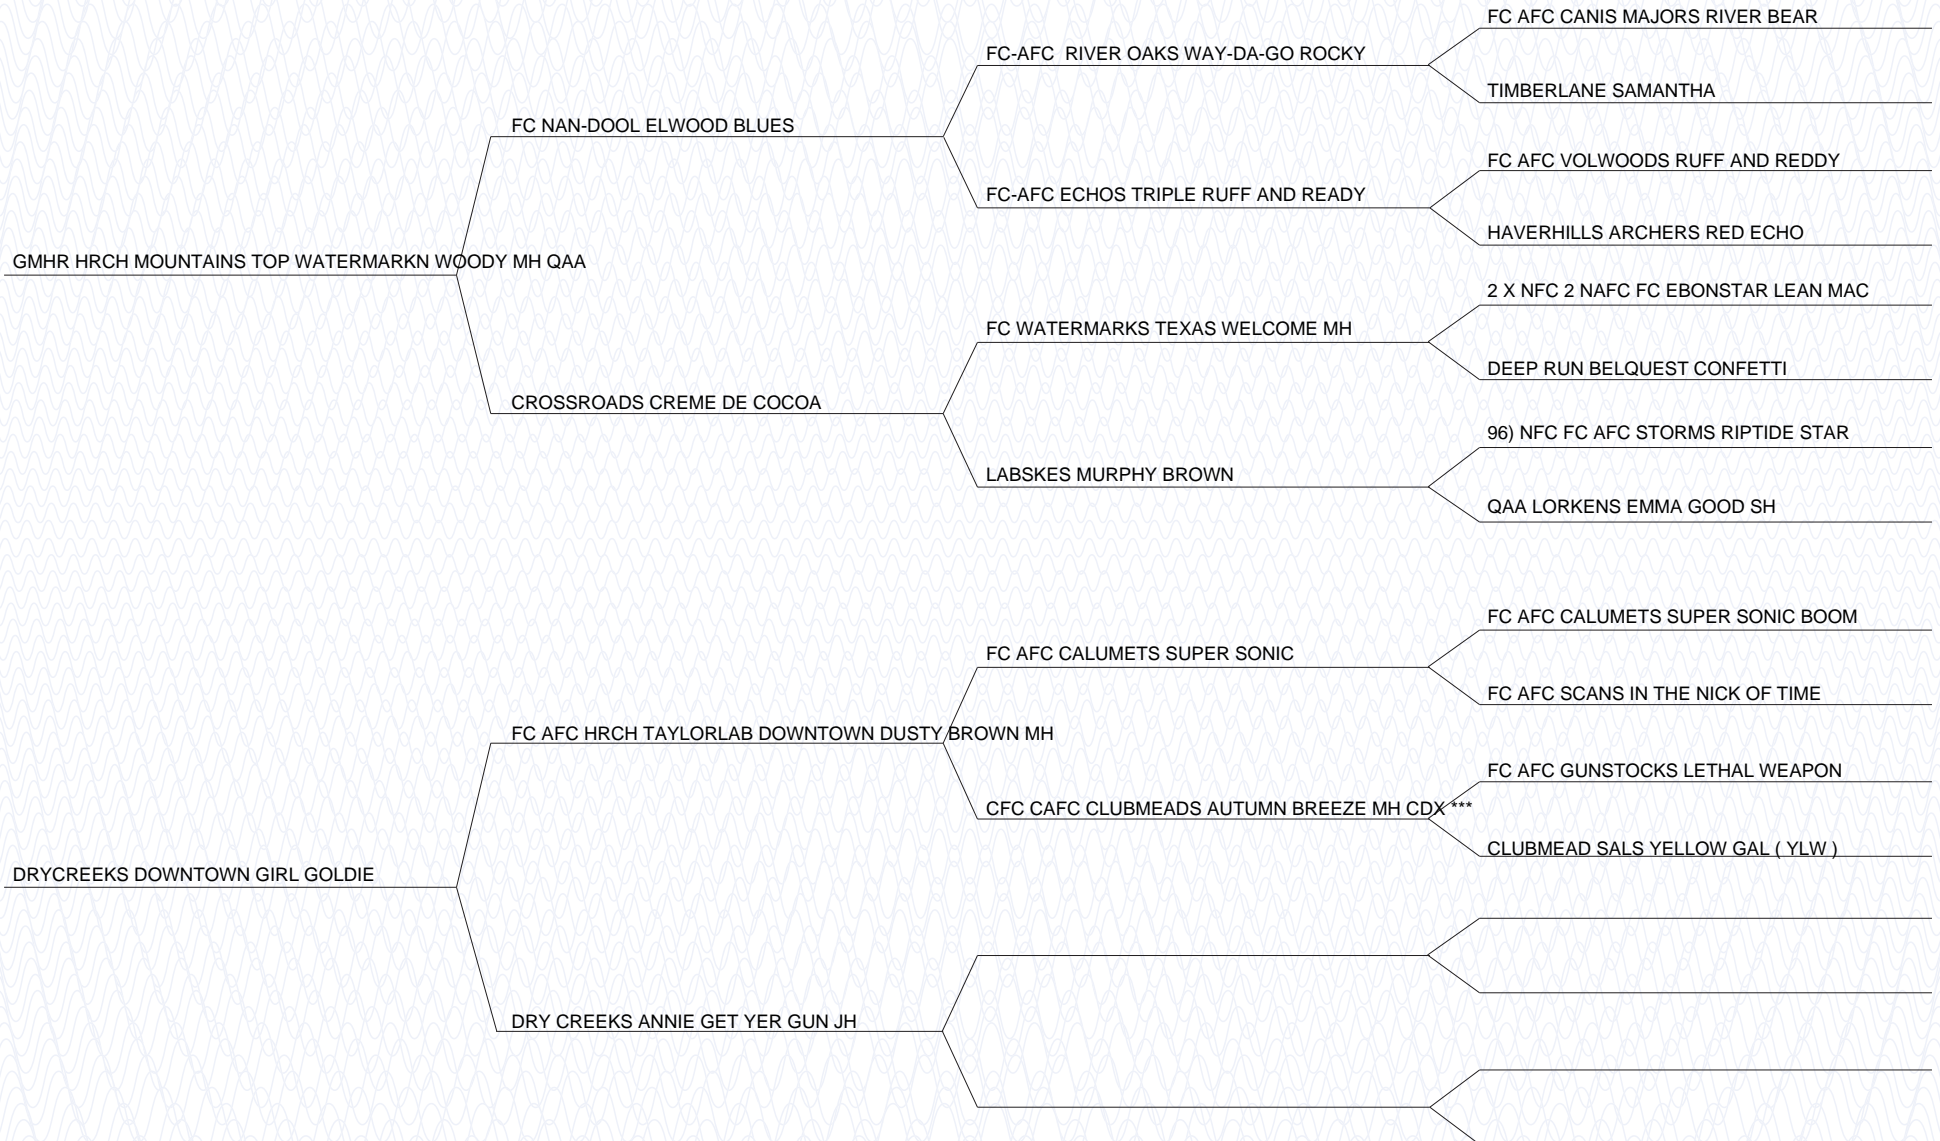 FC AFC CANIS MAJORS RIVER BEAR
FC-AFC  RIVER OAKS WAY-DA-GO ROCKY
TIMBERLANE SAMANTHA
FC NAN-DOOL ELWOOD BLUES
FC AFC VOLWOODS RUFF AND REDDY
FC-AFC ECHOS TRIPLE RUFF AND READY
HAVERHILLS ARCHERS RED ECHO
GMHR HRCH MOUNTAINS TOP WATERMARKN WOODY MH QAA
2 X NFC 2 NAFC FC EBONSTAR LEAN MAC
FC WATERMARKS TEXAS WELCOME MH
DEEP RUN BELQUEST CONFETTI
CROSSROADS CREME DE COCOA
96) NFC FC AFC STORMS RIPTIDE STAR
LABSKES MURPHY BROWN
QAA LORKENS EMMA GOOD SH
FC AFC CALUMETS SUPER SONIC BOOM
FC AFC CALUMETS SUPER SONIC
FC AFC SCANS IN THE NICK OF TIME
FC AFC HRCH TAYLORLAB DOWNTOWN DUSTY BROWN MH
FC AFC GUNSTOCKS LETHAL WEAPON
CFC CAFC CLUBMEADS AUTUMN BREEZE MH CDX ***
CLUBMEAD SALS YELLOW GAL ( YLW )
DRYCREEKS DOWNTOWN GIRL GOLDIE
DRY CREEKS ANNIE GET YER GUN JH